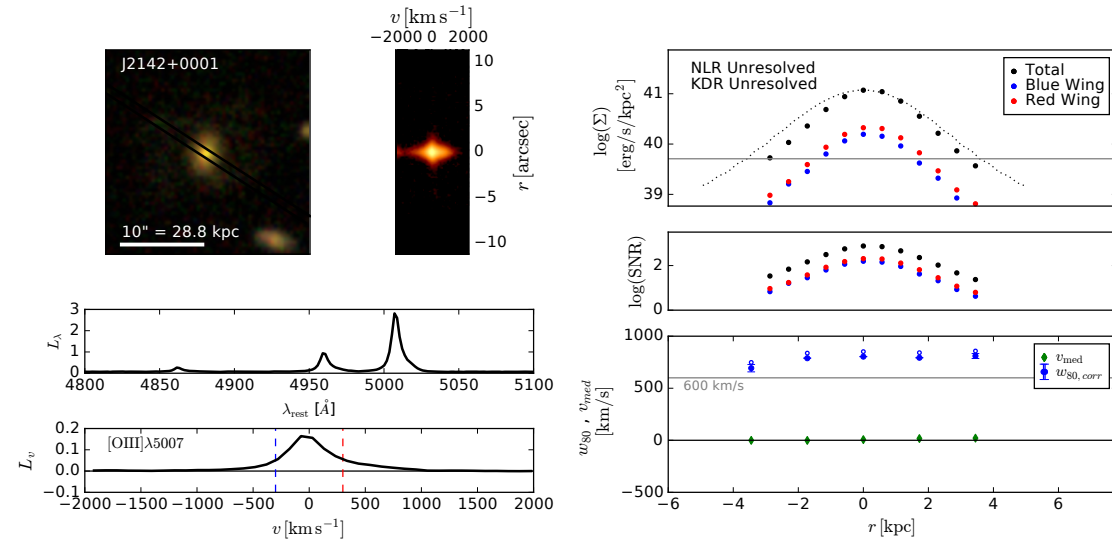 J2142+0001
10" = 28.8 kpc
v [km s⁻¹]
−2000 0 2000
10
5
0
−5
−10
r [arcsec]
3
2
1
0
L_λ
4800 4850 4900 4950 5000 5050 5100
λ_rest [Å]
[OIII]λ5007
0.2
0.1
0.0
−0.1
L_v
−2000 −1500 −1000 −500 0 500 1000 1500 2000
v [km s⁻¹]
NLR Unresolved
KDR Unresolved
Total
Blue Wing
Red Wing
41
40
39
log(Σ)
[erg/s/kpc²]
2
0
log(SNR)
1000
500
0
−500
600 km/s
v_med
w_80,corr
w_80 , v_med
[km/s]
−6 −4 −2 0 2 4 6
r [kpc]